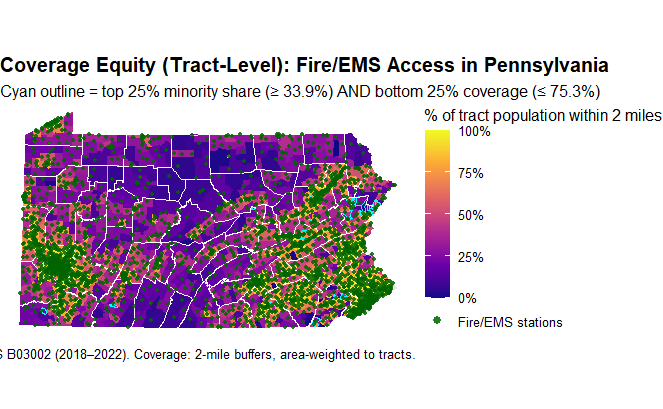 Coverage Equity (Tract-Level): Fire/EMS Access in Pennsylvania
Cyan outline = top 25% minority share (≥ 33.9%) AND bottom 25% coverage (≤ 75.3%)
% of tract population within 2 miles
100%
75%
50%
25%
0%
Fire/EMS stations
S B03002 (2018–2022). Coverage: 2-mile buffers, area-weighted to tracts.